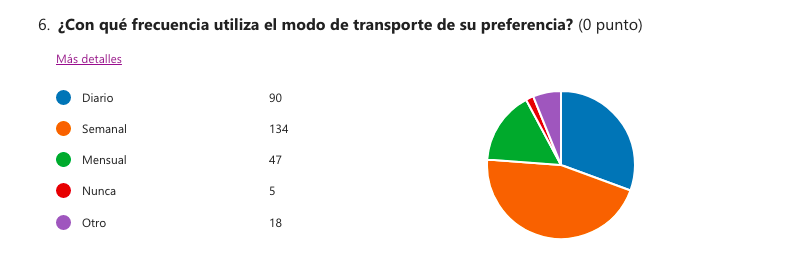 6. ¿Con qué frecuencia utiliza el modo de transporte de su preferencia? (0 punto)
Más detalles
Diario 90
Semanal 134
Mensual 47
Nunca 5
Otro 18